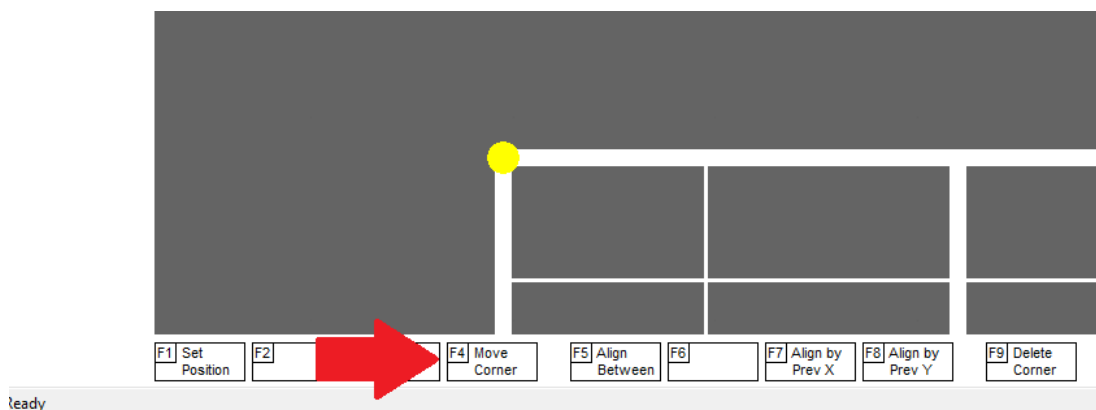 F1 Set Position
F2
F4 Move Corner
F5 Align Between
F6
F7 Align by Prev X
F8 Align by Prev Y
F9 Delete Corner
Ready